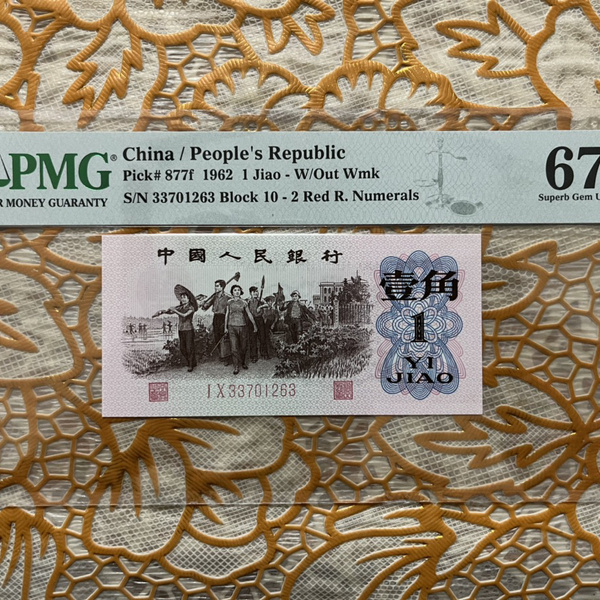 PMG®
MONEY GUARANTY
China / People's Republic
Pick# 877f 1962 1 Jiao - W/Out Wmk
S/N 33701263 Block 10 - 2 Red R. Numerals
67
Superb Gem
中國人民銀行
壹角
1
YI
JIAO
I X 33701263